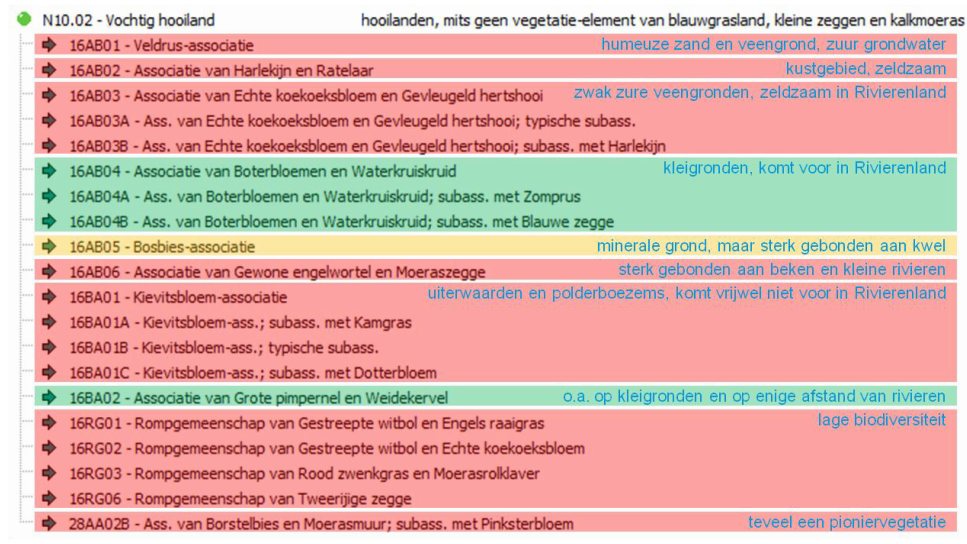 N10.02 - Vochtig hooiland hooilanden, mits geen vegetatie-element van blauwgrasland, kleine zeggen en kalkmoeras
16AB01 - Veldrus-associatie humeuze zand en veengrond, zuur grondwater
16AB02 - Associatie van Harlekijn en Ratelaar kustgebied, zeldzaam
16AB03 - Associatie van Echte koekoeksbloem en Gevleugeld hertshooi zwak zure veengronden, zeldzaam in Rivierenland
16AB03A - Ass. van Echte koekoeksbloem en Gevleugeld hertshooi; typische subass.
16AB03B - Ass. van Echte koekoeksbloem en Gevleugeld hertshooi; subass. met Harlekijn
16AB04 - Associatie van Boterbloemen en Waterkruiskruid kleigronden, komt voor in Rivierenland
16AB04A - Ass. van Boterbloemen en Waterkruiskruid; subass. met Zomprus
16AB04B - Ass. van Boterbloemen en Waterkruiskruid; subass. met Blauwe zegge
16AB05 - Bosbies-associatie minerale grond, maar sterk gebonden aan kwel
16AB06 - Associatie van Gewone engelwortel en Moeraszegge sterk gebonden aan beken en kleine rivieren
16BA01 - Kievitsbloem-associatie uiterwaarden en polderboezems, komt vrijwel niet voor in Rivierenland
16BA01A - Kievitsbloem-ass.; subass. met Kamgras
16BA01B - Kievitsbloem-ass.; typische subass.
16BA01C - Kievitsbloem-ass.; subass. met Dotterbloem
16BA02 - Associatie van Grote pimpernel en Weidekervel o.a. op kleigronden en op enige afstand van rivieren
16RG01 - Rompgemeenschap van Gestreepte witbol en Engels raaigras lage biodiversiteit
16RG02 - Rompgemeenschap van Gestreepte witbol en Echte koekoeksbloem
16RG03 - Rompgemeenschap van Rood zwenkgras en Moerasrolklaver
16RG06 - Rompgemeenschap van Tweerijige zegge
28AA02B - Ass. van Borstelbies en Moerasmuur; subass. met Pinksterbloem teveel een pioniervegetatie